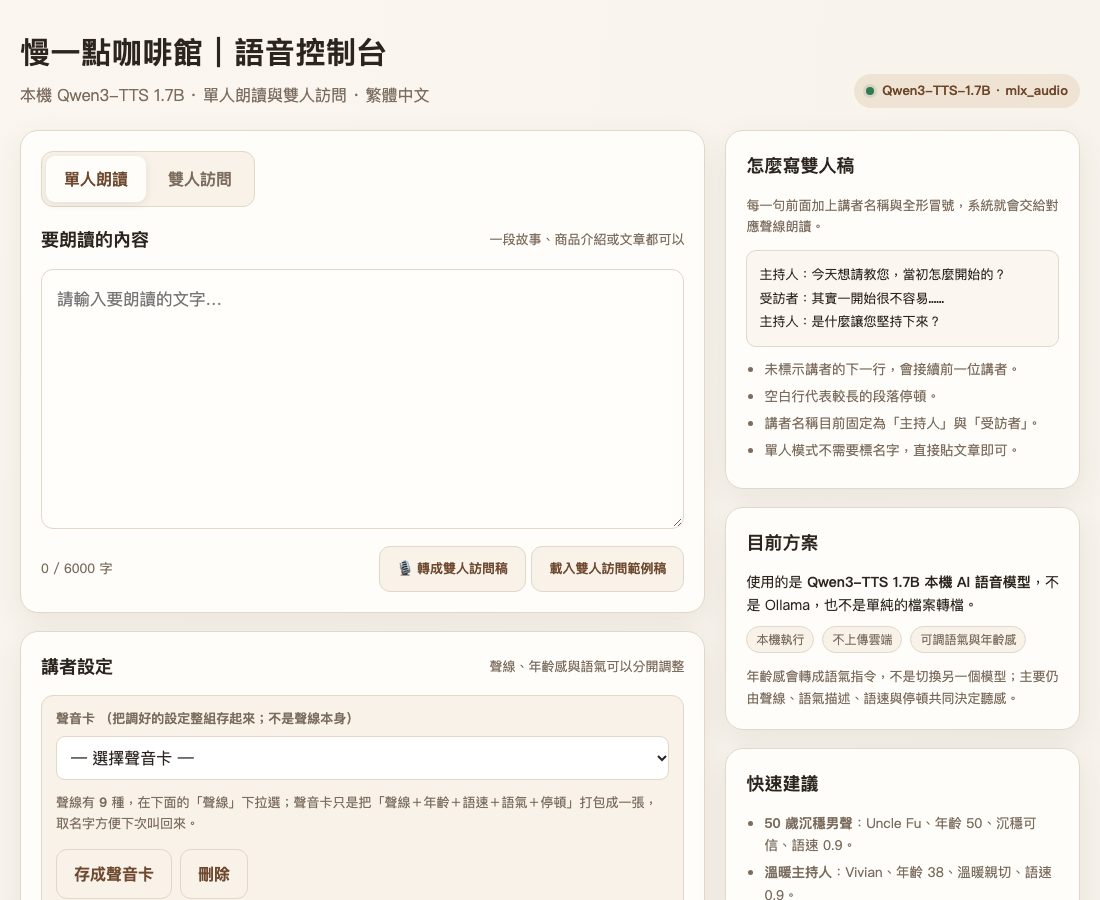 慢一點咖啡館｜語音控制台
本機 Qwen3-TTS 1.7B · 單人朗讀與雙人訪問 · 繁體中文
Qwen3-TTS-1.7B · mlx_audio
單人朗讀
雙人訪問
要朗讀的內容
一段故事、商品介紹或文章都可以
請輸入要朗讀的文字…
0 / 6000 字
🎙️ 轉成雙人訪問稿
載入雙人訪問範例稿
講者設定
聲線、年齡感與語氣可以分開調整
聲音卡 （把調好的設定整組存起來；不是聲線本身）
— 選擇聲音卡 —
聲線有 9 種，在下面的「聲線」下拉選；聲音卡只是把「聲線＋年齡＋語速＋語氣＋停頓」打包成一張，
取名字方便下次叫回來。
存成聲音卡
刪除
怎麼寫雙人稿
每一句前面加上講者名稱與全形冒號，系統就會交給對
應聲線朗讀。
主持人：今天想請教您，當初怎麼開始的？
受訪者：其實一開始很不容易……
主持人：是什麼讓您堅持下來？
未標示講者的下一行，會接續前一位講者。
空白行代表較長的段落停頓。
講者名稱目前固定為「主持人」與「受訪者」。
單人模式不需要標名字，直接貼文章即可。
目前方案
使用的是 Qwen3-TTS 1.7B 本機 AI 語音模型，不
是 Ollama，也不是單純的檔案轉檔。
本機執行
不上傳雲端
可調語氣與年齡感
年齡感會轉成語氣指令，不是切換另一個模型；主要仍
由聲線、語氣描述、語速與停頓共同決定聽感。
快速建議
50 歲沉穩男聲：Uncle Fu、年齡 50、沉穩可
信、語速 0.9。
溫暖主持人：Vivian、年齡 38、溫暖親切、語速
0.9。